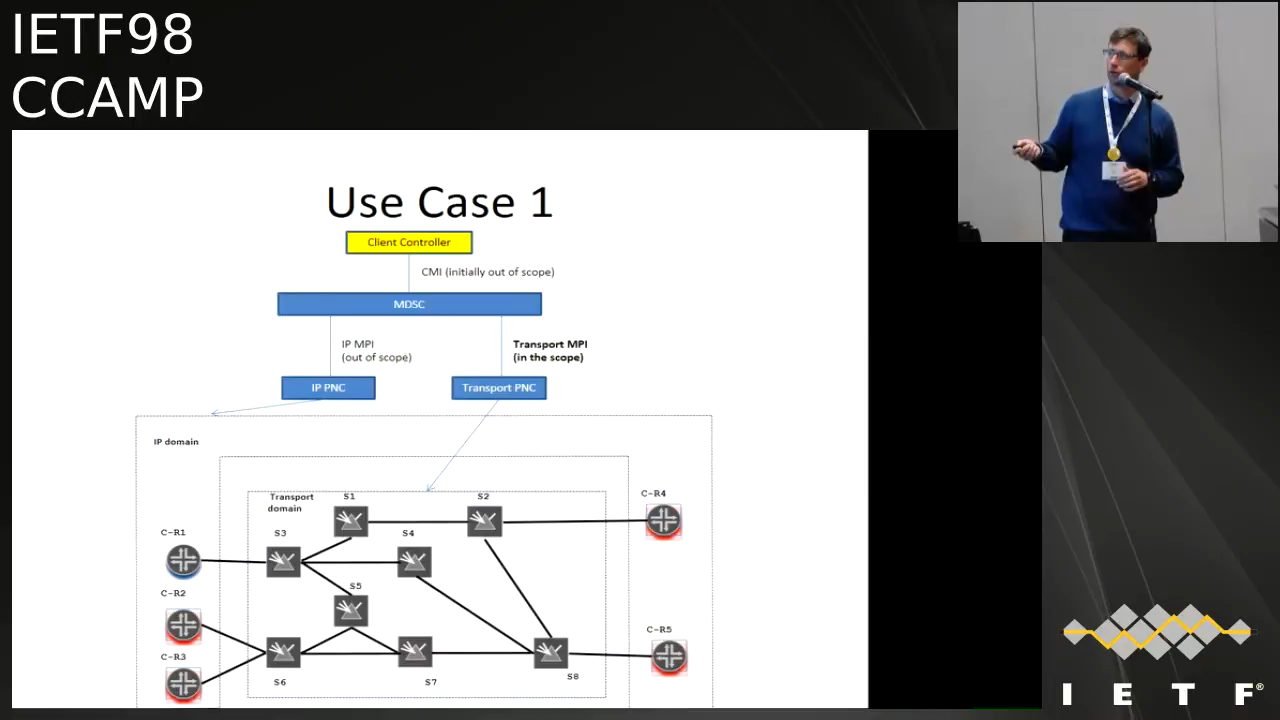 IETF98
CCAMP
Use Case 1
Client Controller
CMI (initially out of scope)
MDSC
IP MPI
(out of scope)
Transport MPI
(in the scope)
IP PNC
Transport PNC
IP domain
Transport
domain
S1
S2
C-R4
C-R1
S3
S4
S5
C-R2
C-R3
C-R5
S6
S7
S8
I E T F®